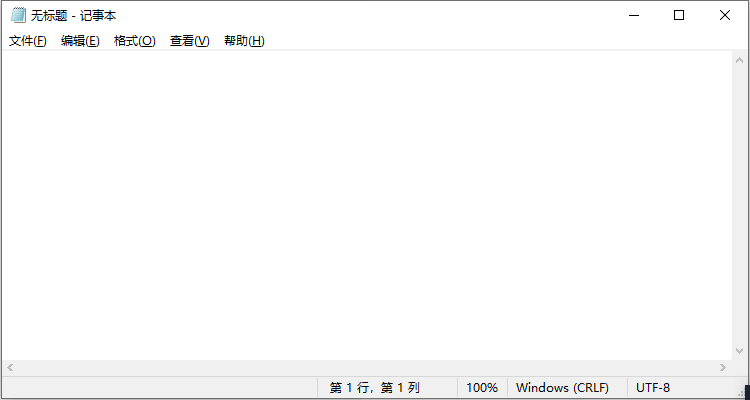 无标题 - 记事本
文件(F) 编辑(E) 格式(O) 查看(V) 帮助(H)
第 1 行，第 1 列 100% Windows (CRLF) UTF-8